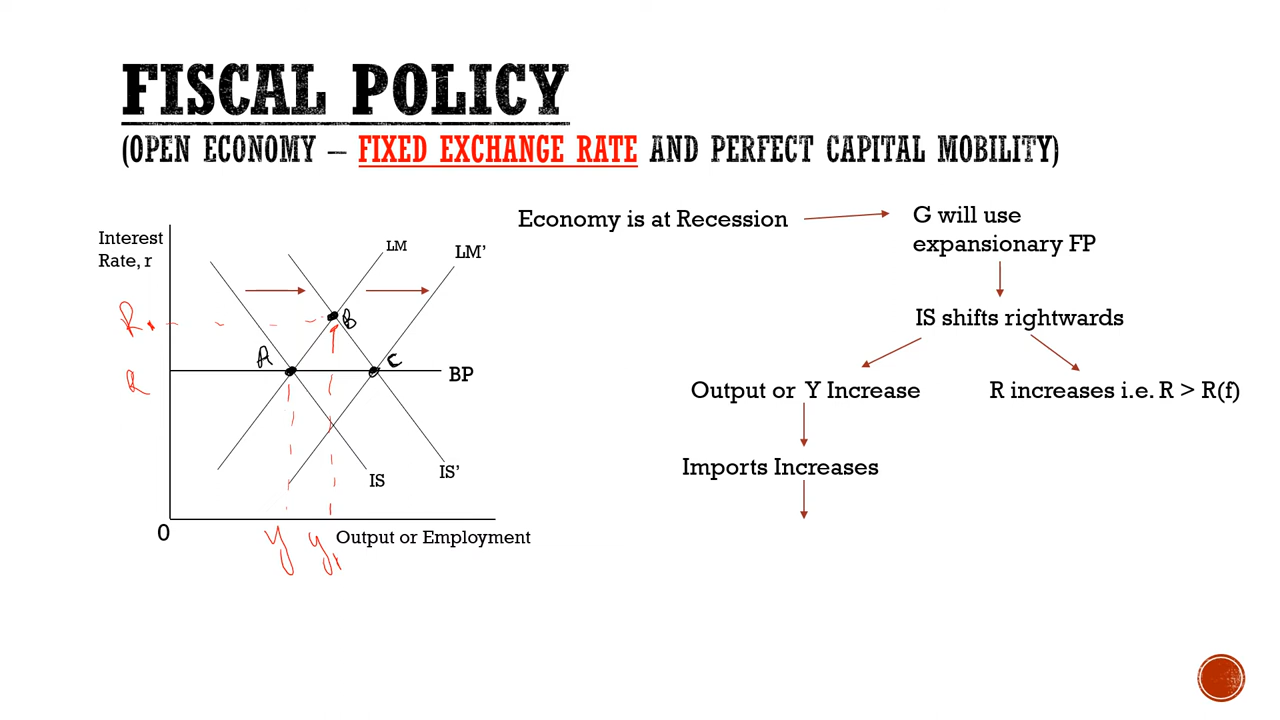 FISCAL POLICY
(OPEN ECONOMY – FIXED EXCHANGE RATE AND PERFECT CAPITAL MOBILITY)
Economy is at Recession
G will use
expansionary FP
IS shifts rightwards
Output or Y Increase
R increases i.e. R > R(f)
Imports Increases
Interest
Rate, r
LM
LM’
R1
B
A
C
R
BP
IS
IS’
0
Output or Employment
y
y1